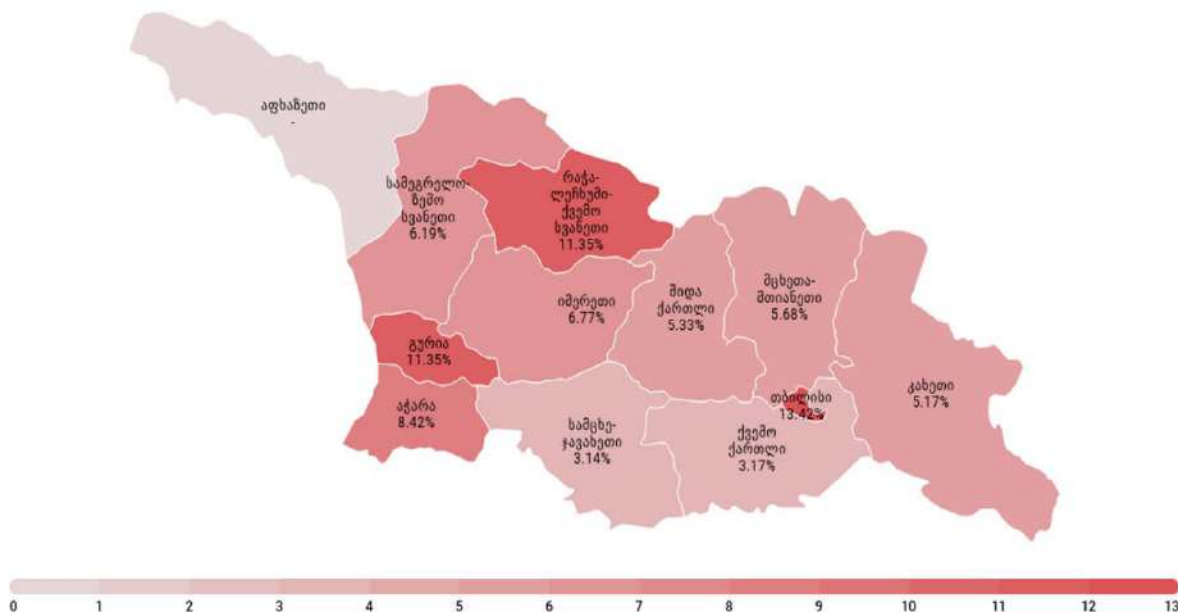 აფხაზეთი
-
სამეგრელო-
ზემო
სვანეთი
6.19%
რაჭა-
ლეჩხუმი-
ქვემო
სვანეთი
11.35%
იმერეთი
6.77%
შიდა
ქართლი
5.33%
მცხეთა-
მთიანეთი
5.68%
გურია
11.35%
აჭარა
8.42%
სამცხე-
ჯავახეთი
3.14%
თბილისი
13.42%
ქვემო
ქართლი
3.17%
კახეთი
5.17%
0 1 2 3 4 5 6 7 8 9 10 11 12 13